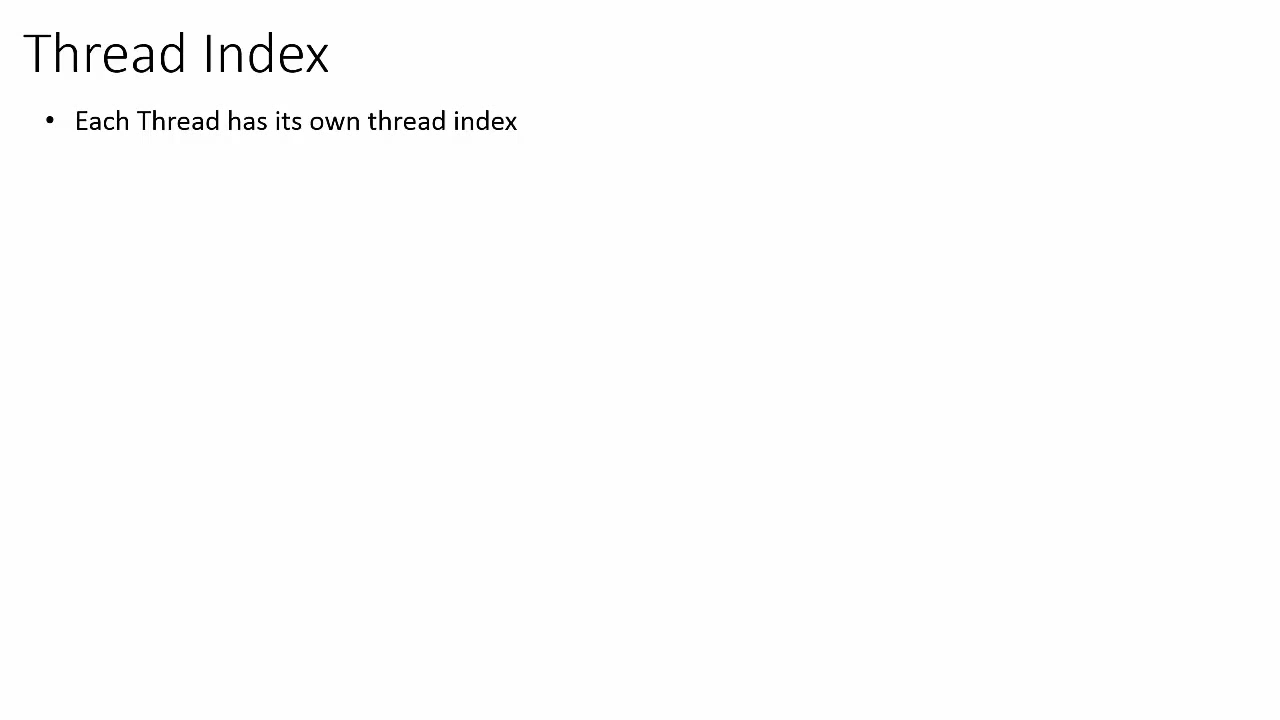 Thread Index
• Each Thread has its own thread index